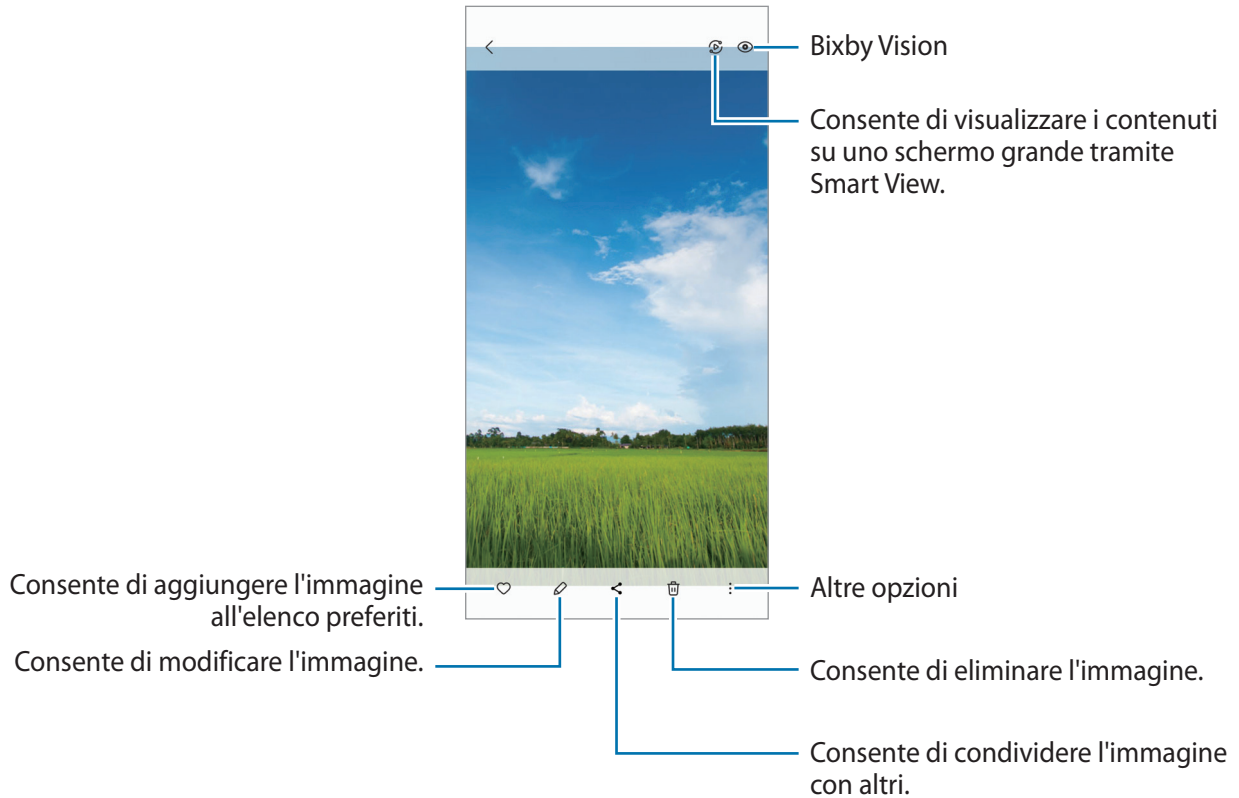 Bixby Vision
Consente di visualizzare i contenuti
su uno schermo grande tramite
Smart View.
Consente di aggiungere l'immagine
all'elenco preferiti.
Altre opzioni
Consente di modificare l'immagine.
Consente di eliminare l'immagine.
Consente di condividere l'immagine
con altri.